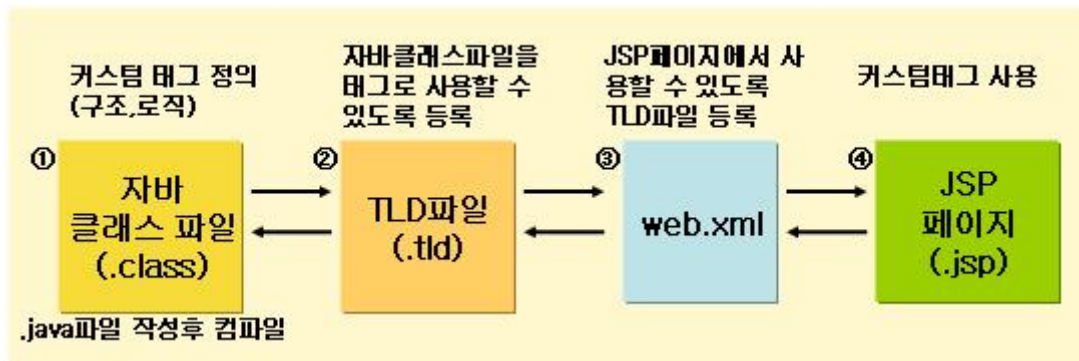 커스텀 태그 정의
(구조,로직)
자바클래스파일을
태그로 사용할 수
있도록 등록
JSP페이지에서 사
용할 수 있도록
TLD파일 등록
커스텀태그 사용
①
자바
클래스 파일
(.class)
②
TLD파일
(.tld)
③
web.xml
④
JSP
페이지
(.jsp)
.java파일 작성후 컴파일